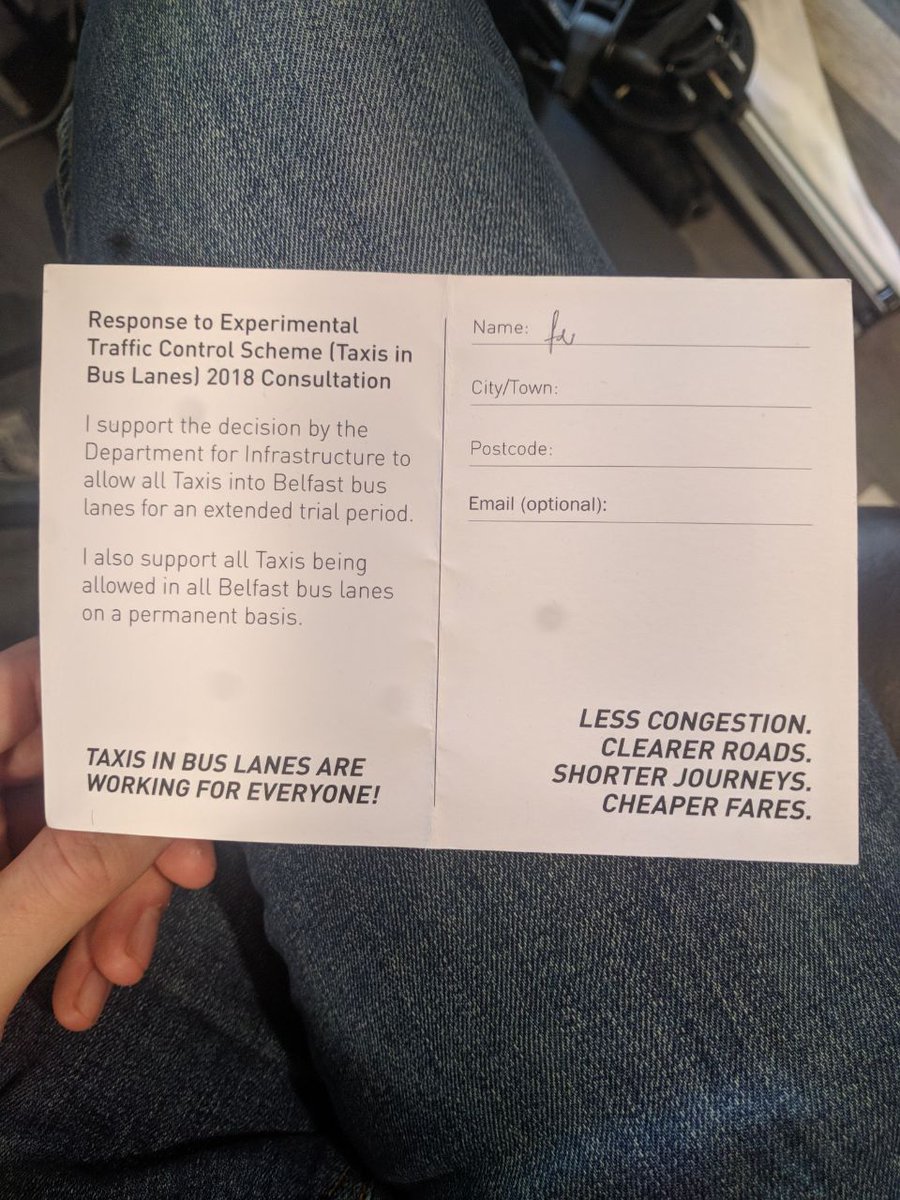 Response to Experimental
Traffic Control Scheme (Taxis in
Bus Lanes) 2018 Consultation
I support the decision by the
Department for Infrastructure to
allow all Taxis into Belfast bus
lanes for an extended trial period.
I also support all Taxis being
allowed in all Belfast bus lanes
on a permanent basis.
TAXIS IN BUS LANES ARE
WORKING FOR EVERYONE!
Name:
City/Town:
Postcode:
Email (optional):
LESS CONGESTION.
CLEARER ROADS.
SHORTER JOURNEYS.
CHEAPER FARES.